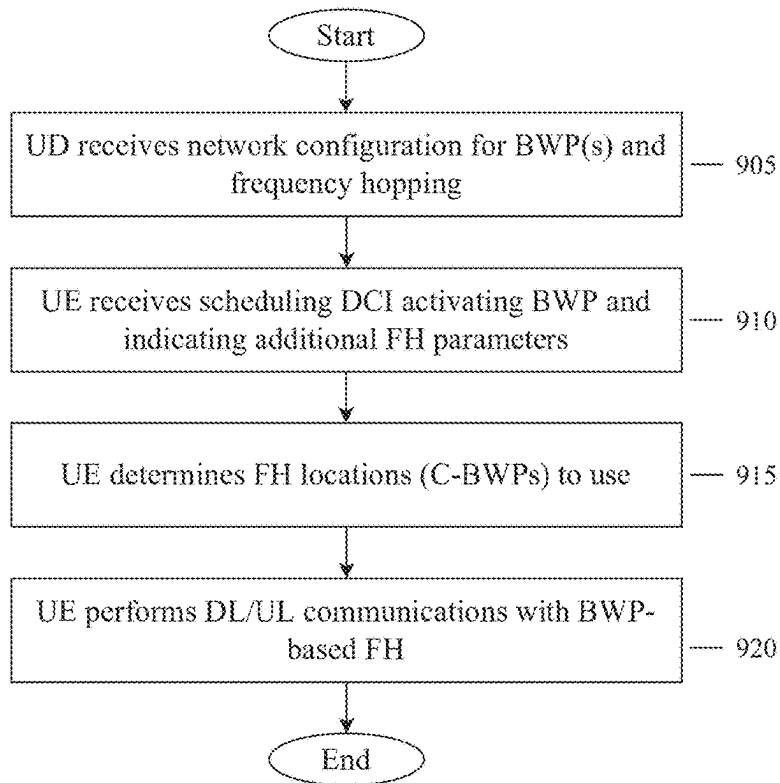 Start
UD receives network configuration for BWP(s) and
frequency hopping
905
UE receives scheduling DCI activating BWP and
indicating additional FH parameters
910
UE determines FH locations (C-BWPs) to use
915
UE performs DL/UL communications with BWP-
based FH
920
End